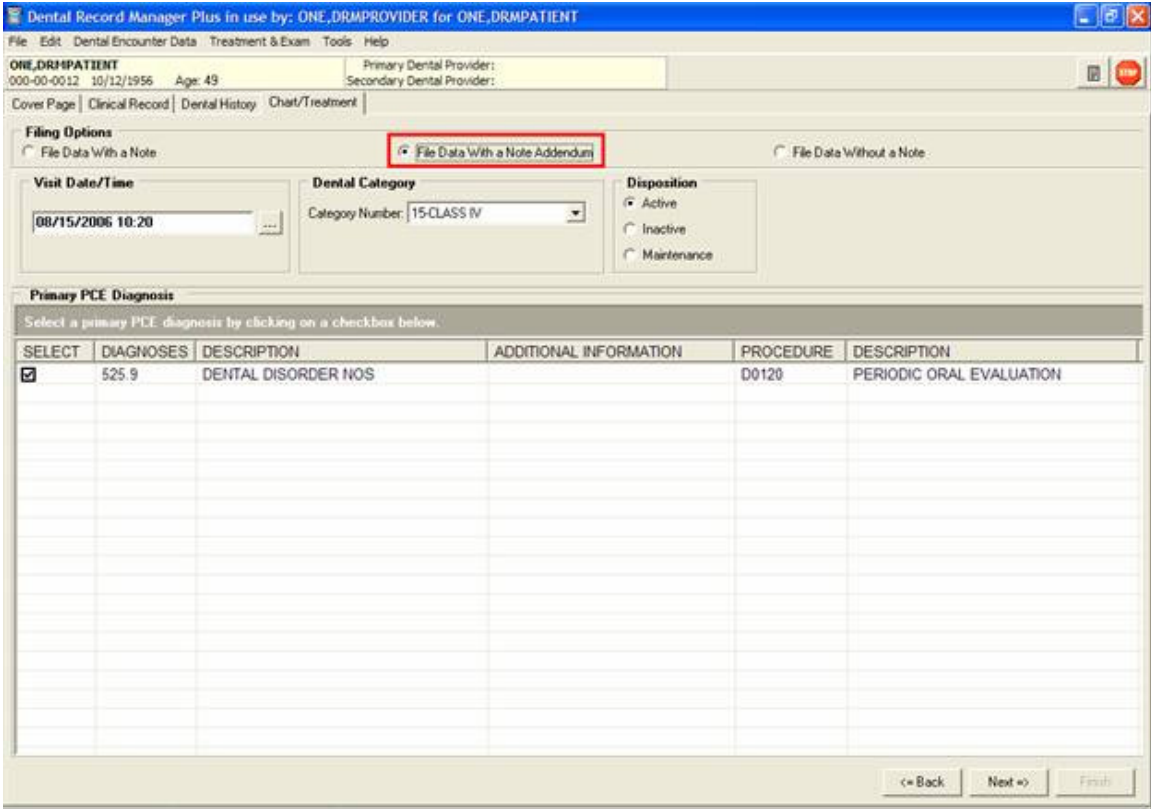 Dental Record Manager Plus in use by: ONE,DRMPROVIDER for ONE,DRMPATIENT
File Edit Dental Encounter Data Treatment & Exam Tools Help
ONE,DRMPATIENT Primary Dental Provider:
000-00-0012 10/12/1956 Age: 49 Secondary Dental Provider:
STOP
Cover Page Clinical Record Dental History Chart/Treatment
Filing Options
File Data With a Note File Data With a Note Addendum File Data Without a Note
Visit Date/Time Dental Category Disposition
08/15/2006 10:20 ... Category Number: 15-CLASS IV Active
Inactive
Maintenance
Primary PCE Diagnosis
Select a primary PCE diagnosis by clicking on a checkbox below.
SELECT DIAGNOSES DESCRIPTION ADDITIONAL INFORMATION PROCEDURE DESCRIPTION
525.9 DENTAL DISORDER NOS D0120 PERIODIC ORAL EVALUATION
<= Back Next => Finish